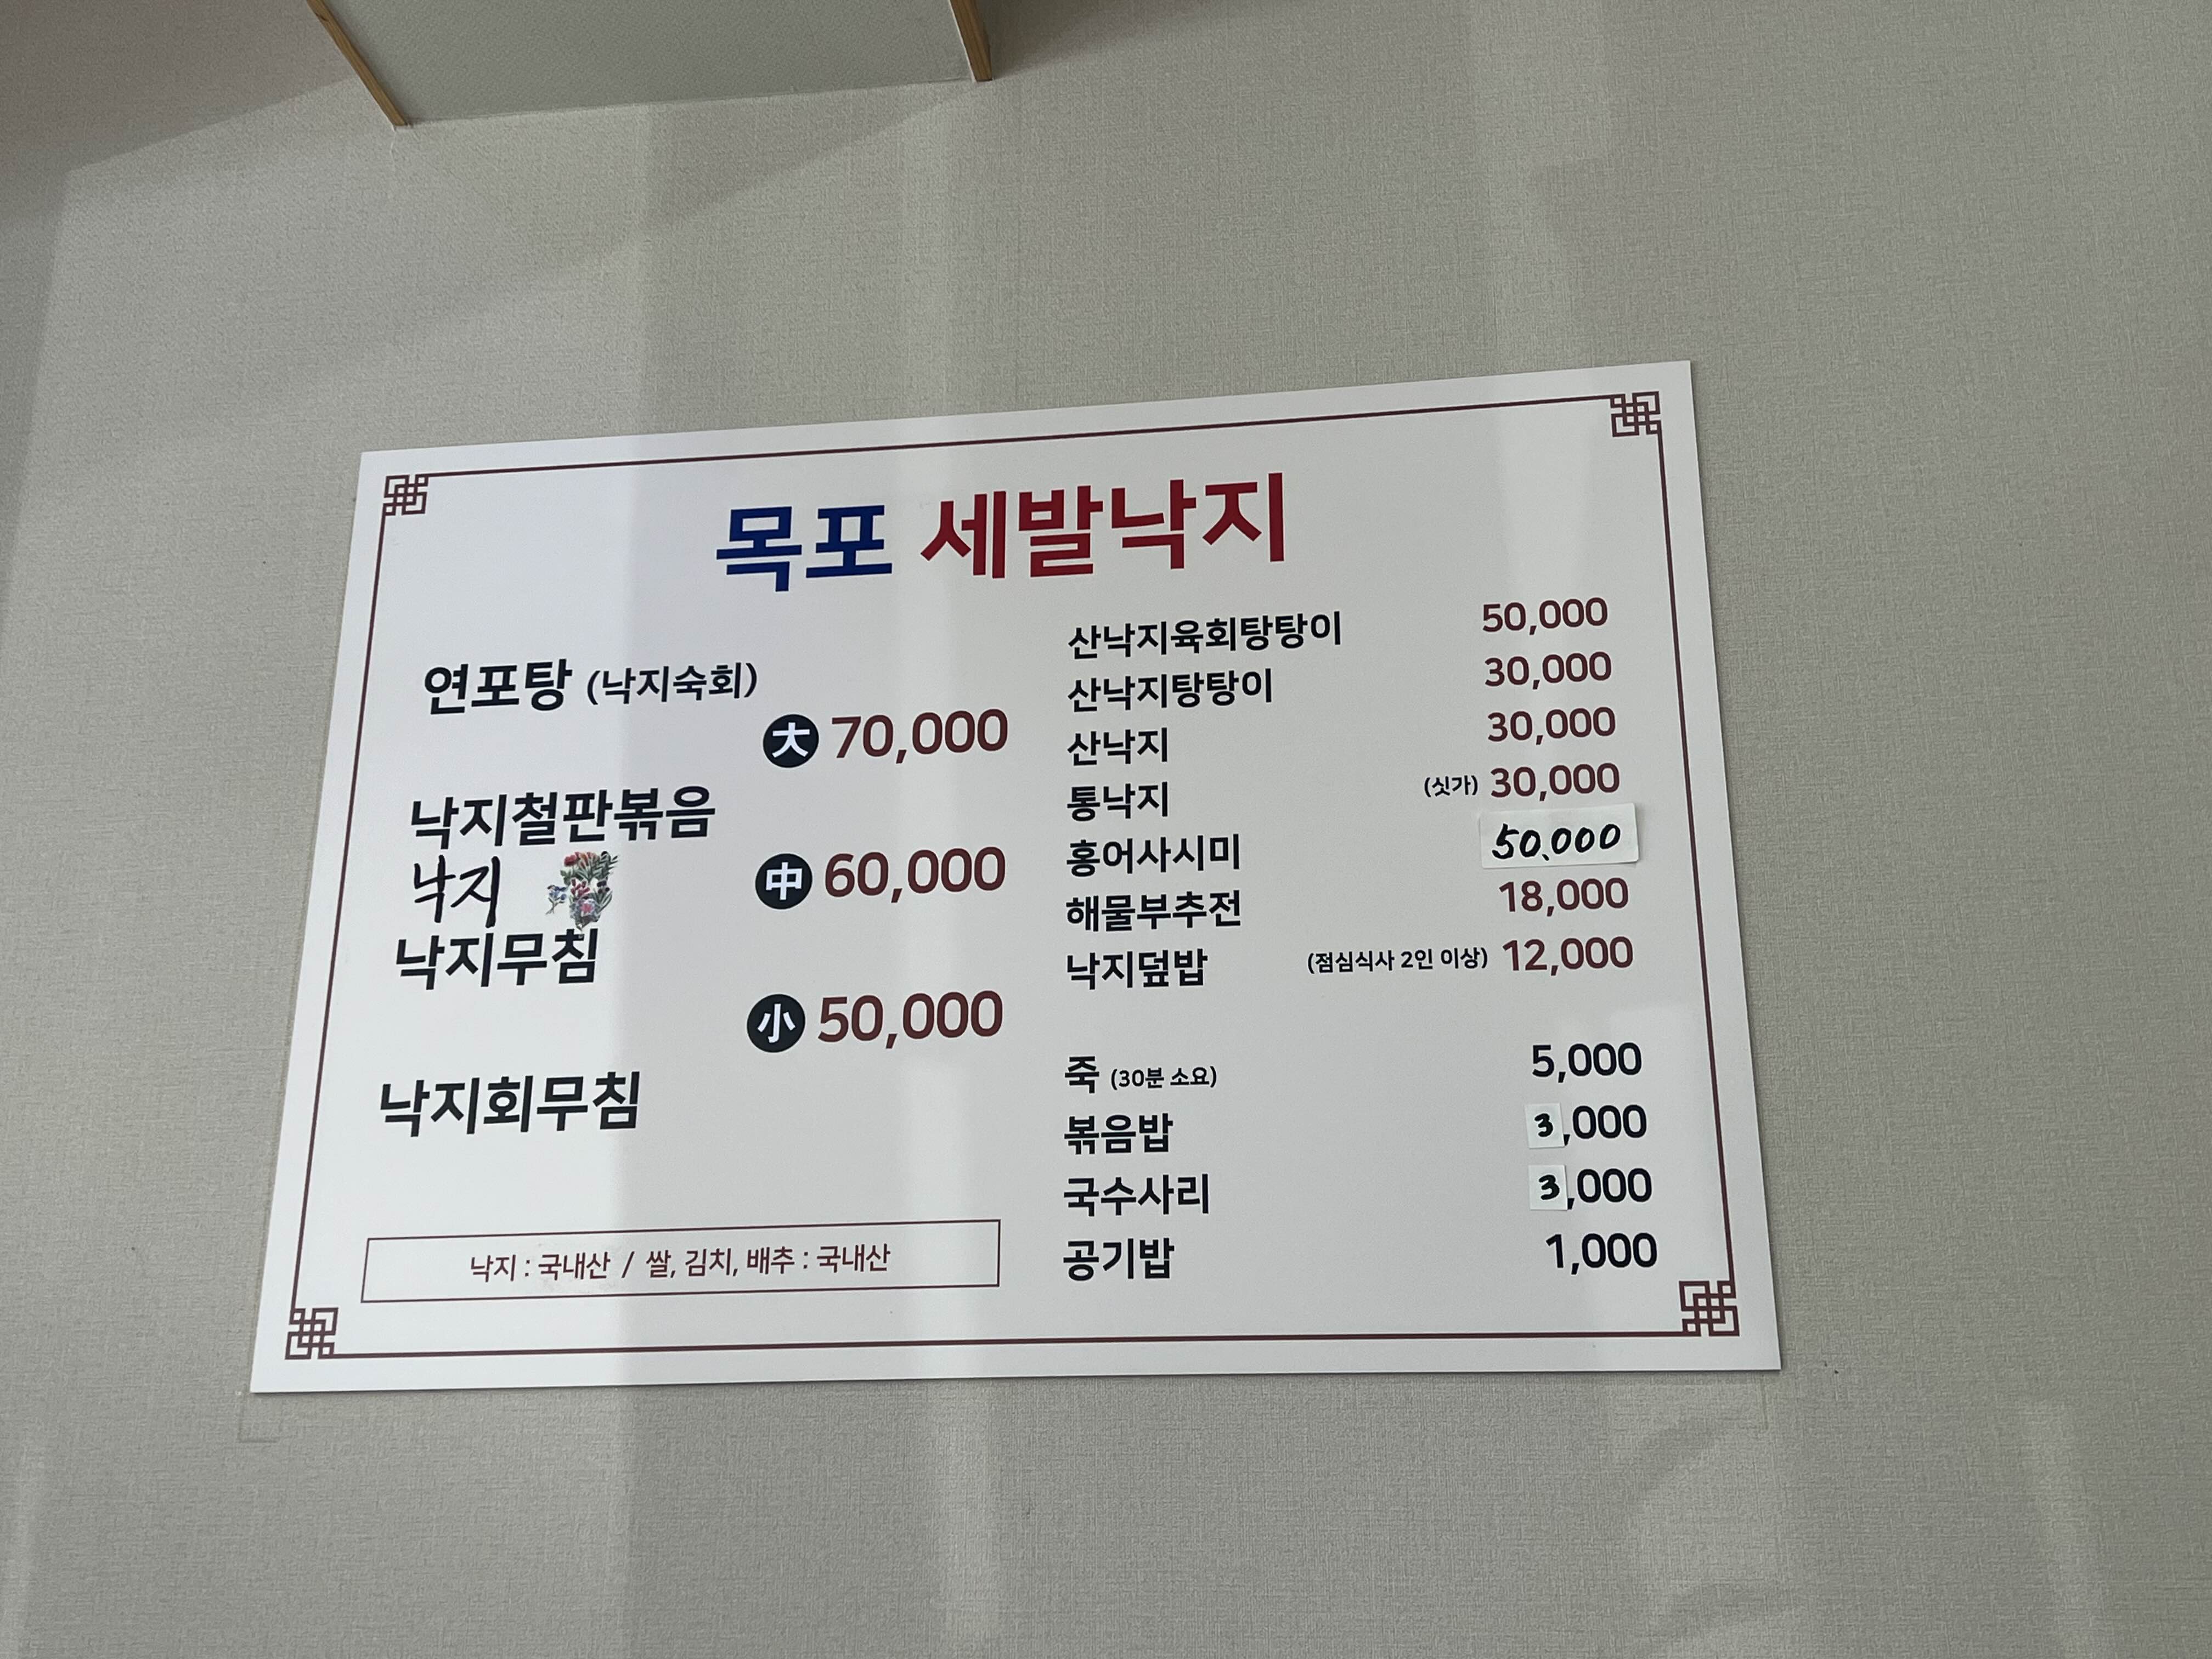 목포 세발낙지
연포탕 (낙지숙회)
大 70,000
낙지철판볶음
낙지
中 60,000
낙지무침
小 50,000
낙지회무침
낙지 : 국내산 / 쌀, 김치, 배추 : 국내산
산낙지육회탕탕이 50,000
산낙지탕탕이 30,000
산낙지 30,000
통낙지 (싯가) 30,000
홍어사시미 50,000
해물부추전 18,000
낙지덮밥 (점심식사 2인 이상) 12,000
죽 (30분 소요) 5,000
볶음밥 3,000
국수사리 3,000
공기밥 1,000